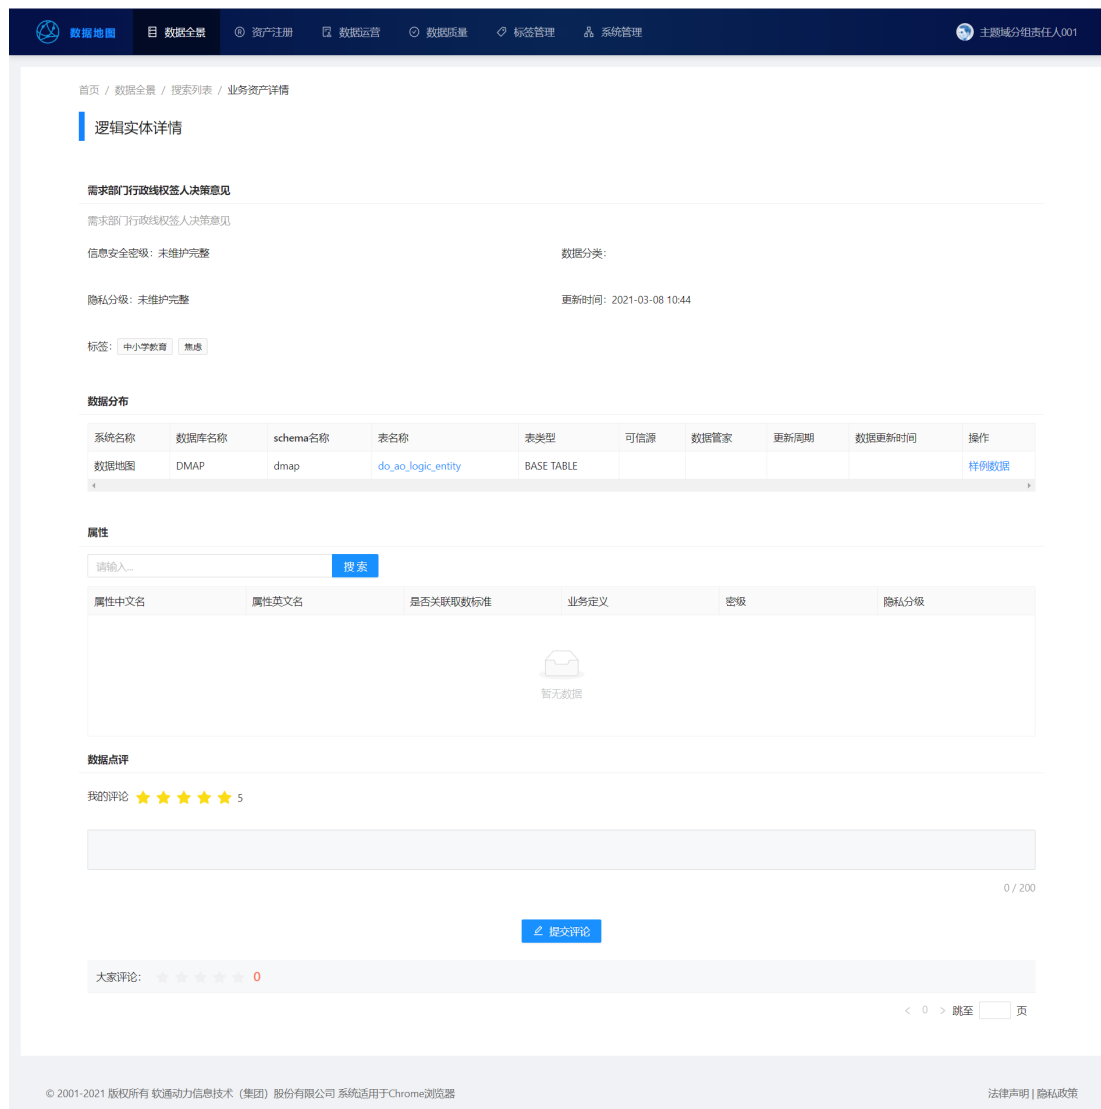 数据地图 数据全景 资产注册 数据运营 数据质量 标签管理 系统管理 主题域分组责任人001
首页 / 数据全景 / 搜索列表 / 业务资产详情
逻辑实体详情
需求部门行政线权签人决策意见
需求部门行政线权签人决策意见
信息安全密级：未维护完整 数据分类：
隐私分级：未维护完整 更新时间：2021-03-08 10:44
标签： 中小学教育 焦虑
数据分布
系统名称 数据库名称 schema名称 表名称 表类型 可信源 数据管家 更新周期 数据更新时间 操作
数据地图 DMAP dmap do_ao_logic_entity BASE TABLE 样例数据
属性
请输入... 搜索
属性中文名 属性英文名 是否关联取数标准 业务定义 密级 隐私分级
暂无数据
数据点评
我的评论 5
0 / 200
提交评论
大家评论： 0
< 0 > 跳至 页
© 2001-2021 版权所有 软通动力信息技术（集团）股份有限公司 系统适用于Chrome浏览器 法律声明 | 隐私政策